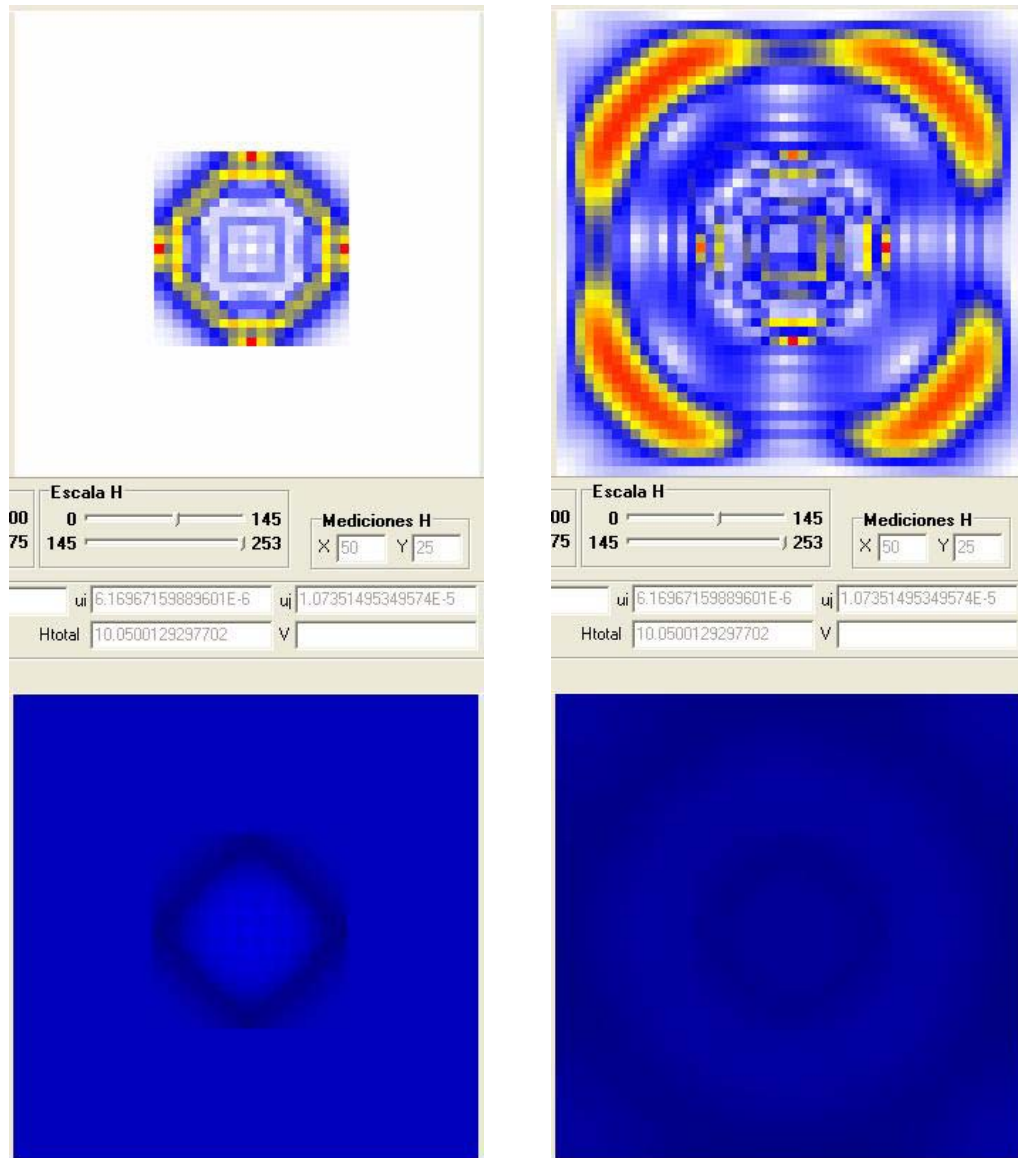 Escala H
00 0 145 Mediciones H
75 145 253 X 50 Y 25
ui 6.16967159889601E-6 uj 1.07351495349574E-5
Htotal 10.0500129297702 V
Escala H
00 0 145 Mediciones H
75 145 253 X 50 Y 25
ui 6.16967159889601E-6 uj 1.07351495349574E-5
Htotal 10.0500129297702 V